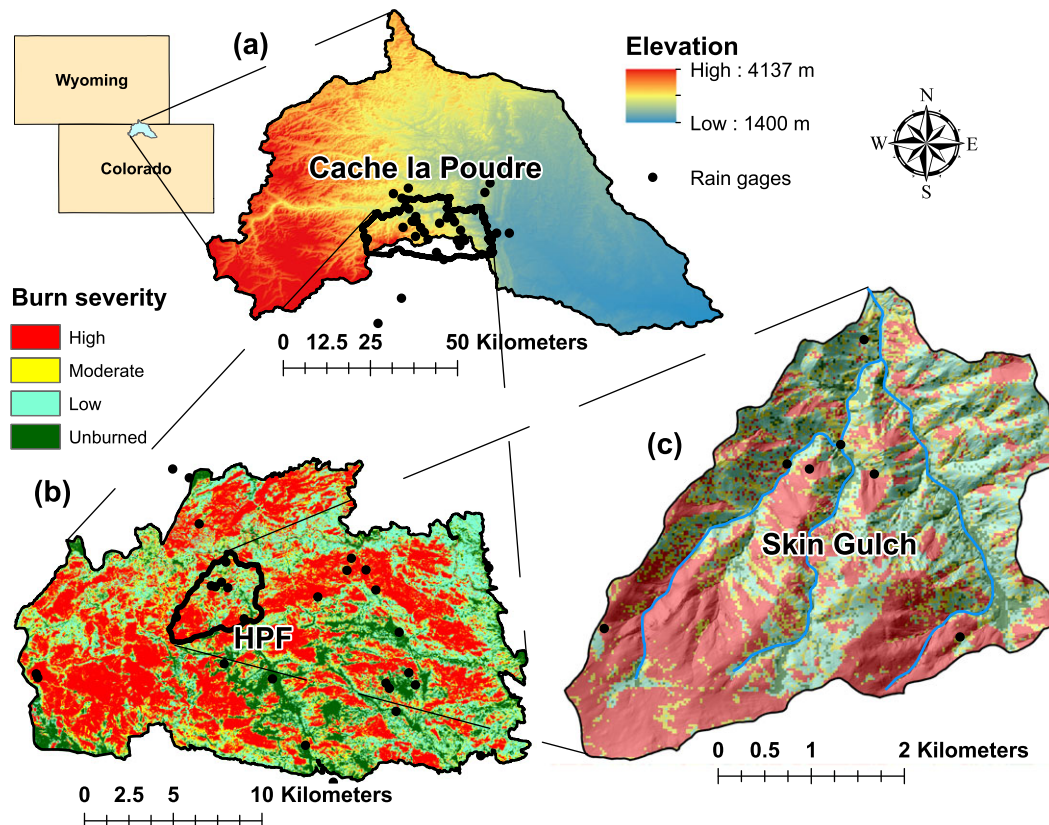 (a)
Wyoming
Colorado
Elevation
High : 4137 m
Low : 1400 m
Rain gages
N
W E
S
Cache la Poudre
0 12.5 25 50 Kilometers
Burn severity
High
Moderate
Low
Unburned
(b)
HPF
0 2.5 5 10 Kilometers
(c)
Skin Gulch
0 0.5 1 2 Kilometers